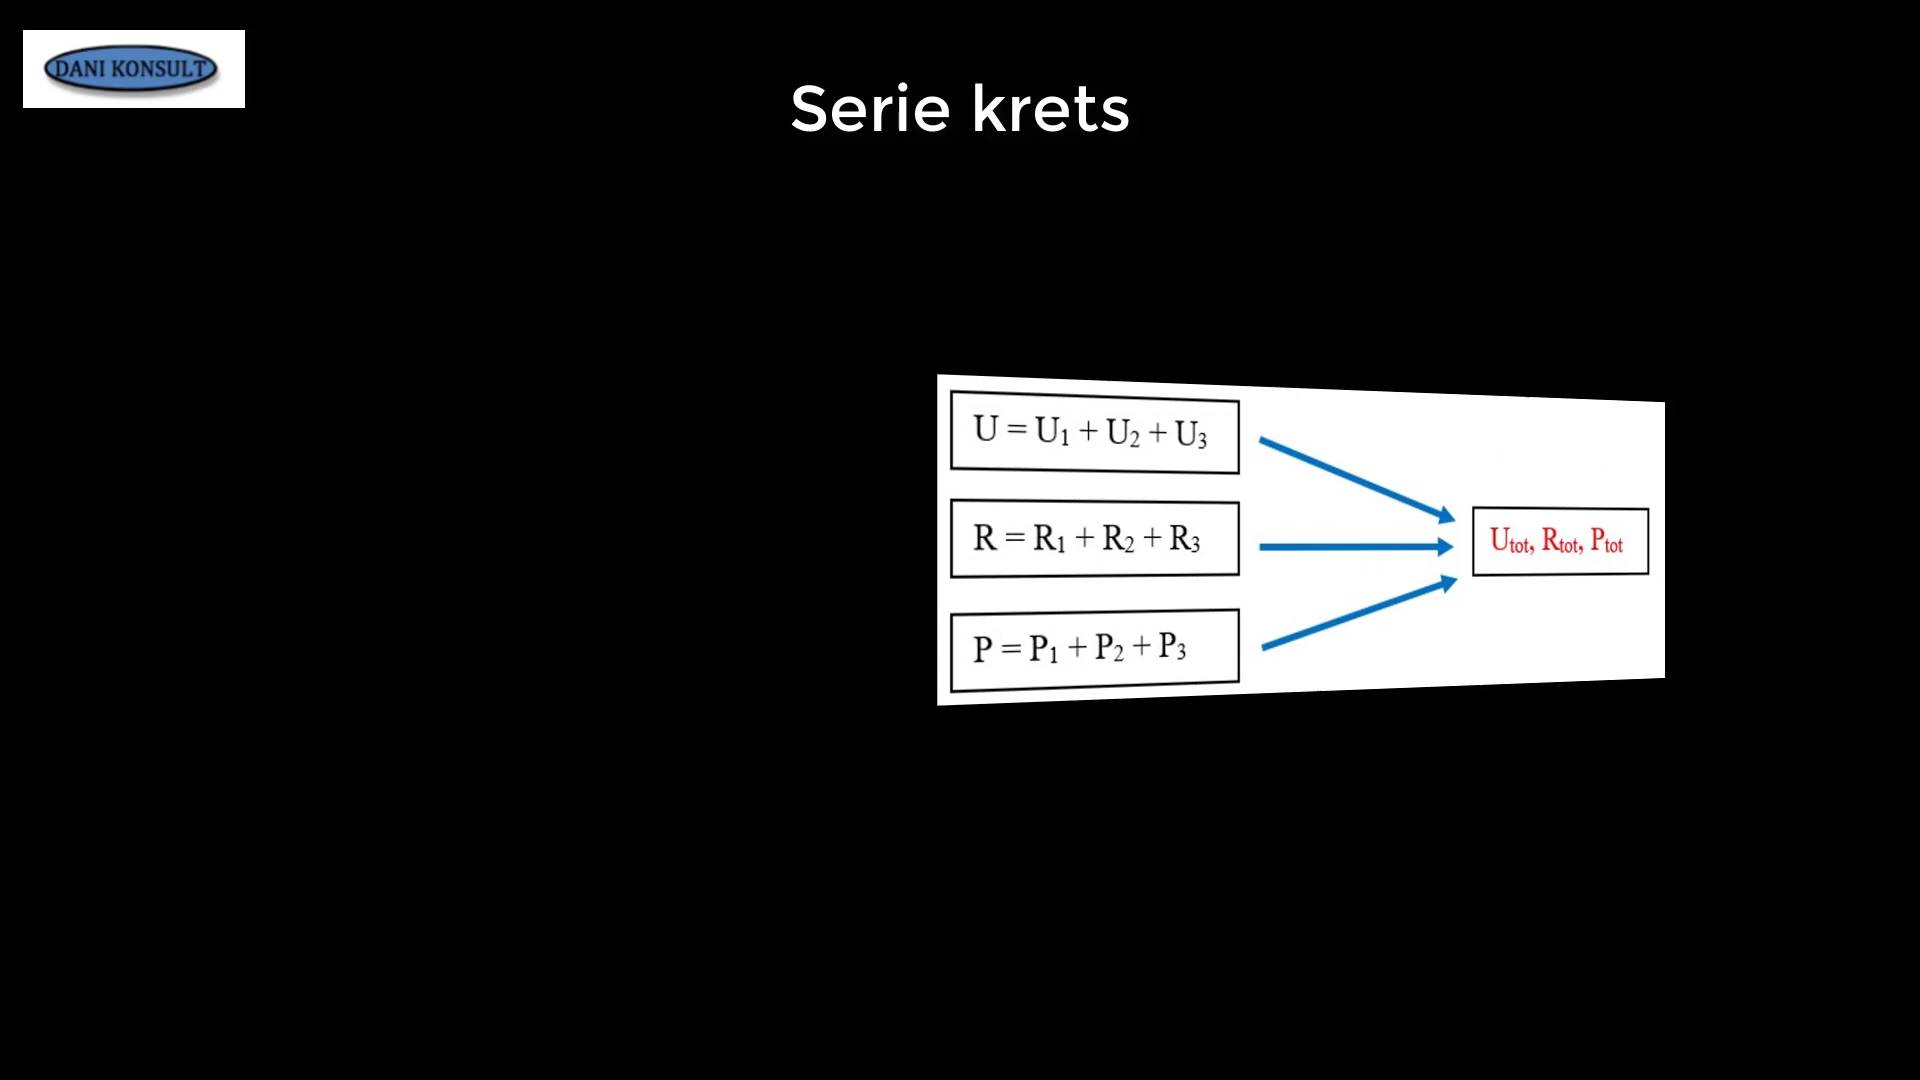 DANI KONSULT
Serie krets
U = U₁ + U₂ + U₃
R = R₁ + R₂ + R₃
P = P₁ + P₂ + P₃
Utot, Rtot, Ptot